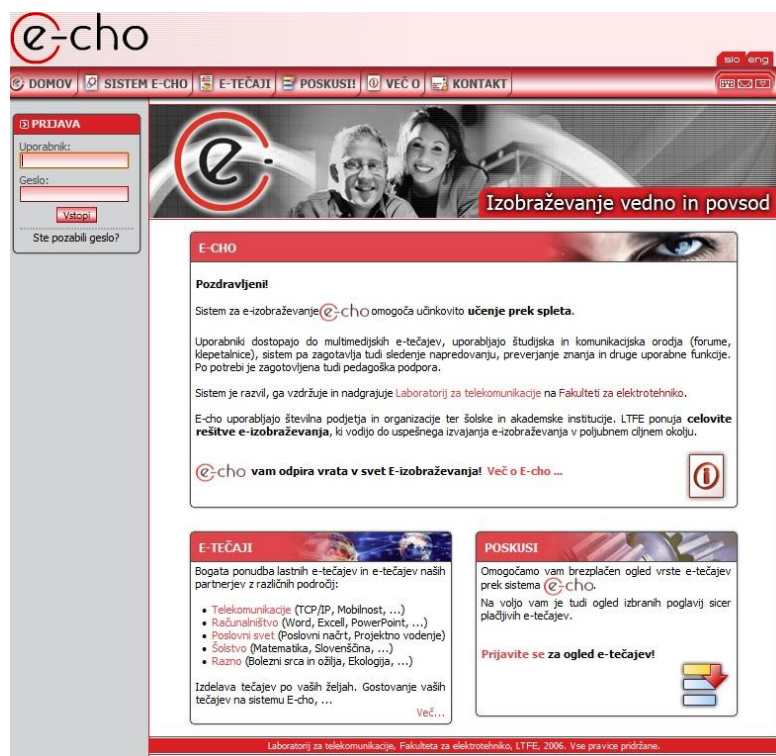 e-cho
slo eng
DOMOV SISTEM E-CHO E-TEČAJI POSKUSI! VEČ O KONTAKT
PRIJAVA
Uporabnik:
Geslo:
Vstopi
Ste pozabili geslo?
e-
Izobraževanje vedno in povsod
E-CHO
Pozdravljeni!
Sistem za e-izobraževanje e-cho omogoča učinkovito učenje prek spleta.
Uporabniki dostopajo do multimedijskih e-tečajev, uporabljajo študijska in komunikacijska orodja (forume,
klepetalnice), sistem pa zagotavlja tudi sledenje napredovanju, preverjanje znanja in druge uporabne funkcije.
Po potrebi je zagotovljena tudi pedagoška podpora.
Sistem je razvil, ga vzdržuje in nadgrajuje Laboratorij za telekomunikacije na Fakulteti za elektrotehniko.
E-cho uporabljajo številna podjetja in organizacije ter šolske in akademske institucije. LTFE ponuja celovite
rešitve e-izobraževanja, ki vodijo do uspešnega izvajanja e-izobraževanja v poljubnem ciljnem okolju.
e-cho vam odpira vrata v svet E-izobraževanja! Več o E-cho ...
E-TEČAJI
Bogata ponudba lastnih e-tečajev in e-tečajev naših
partnerjev z različnih področij:
• Telekomunikacije (TCP/IP, Mobilnost, ...)
• Računalništvo (Word, Excell, PowerPoint, ...)
• Poslovni svet (Poslovni načrt, Projektno vodenje)
• Šolstvo (Matematika, Slovenščina, ...)
• Razno (Bolezni srca in ožilja, Ekologija, ...)
Izdelava tečajev po vaših željah. Gostovanje vaših
tečajev na sistemu E-cho, ...
Več...
POSKUSI
Omogočamo vam brezplačen ogled vrste e-tečajev
prek sistema e-cho.
Na voljo vam je tudi ogled izbranih poglavij sicer
plačljivih e-tečajev.
Prijavite se za ogled e-tečajev!
Laboratorij za telekomunikacije, Fakulteta za elektrotehniko, LTFE, 2006. Vse pravice pridržane.